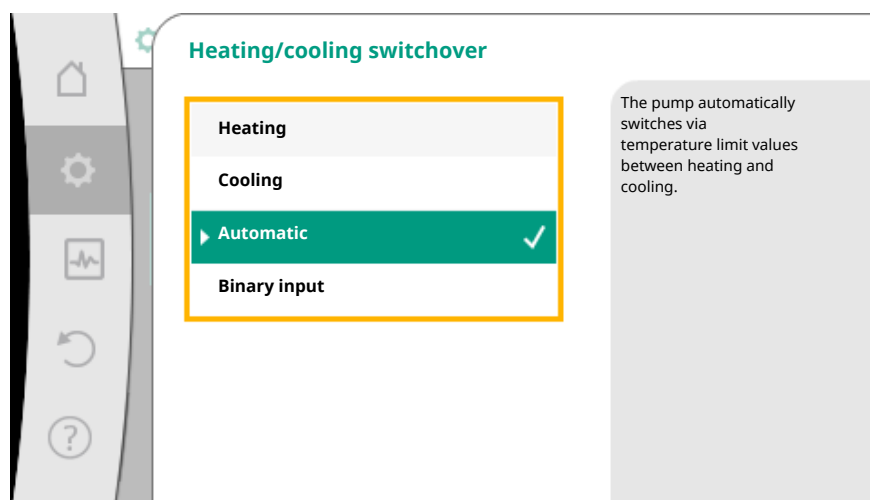 Heating/cooling switchover
Heating
Cooling
Automatic
Binary input
The pump automatically
switches via
temperature limit values
between heating and
cooling.
?